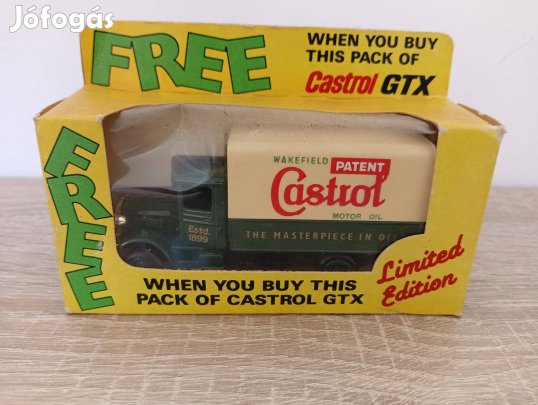 Jófogás
FREE
WHEN YOU BUY
THIS PACK OF
Castrol GTX
FREE
WAKEFIELD PATENT
Castrol
MOTOR OIL
THE MASTERPIECE IN OIL
Estd.
1899
WHEN YOU BUY THIS
PACK OF CASTROL GTX
Limited
Edition
Jófogás